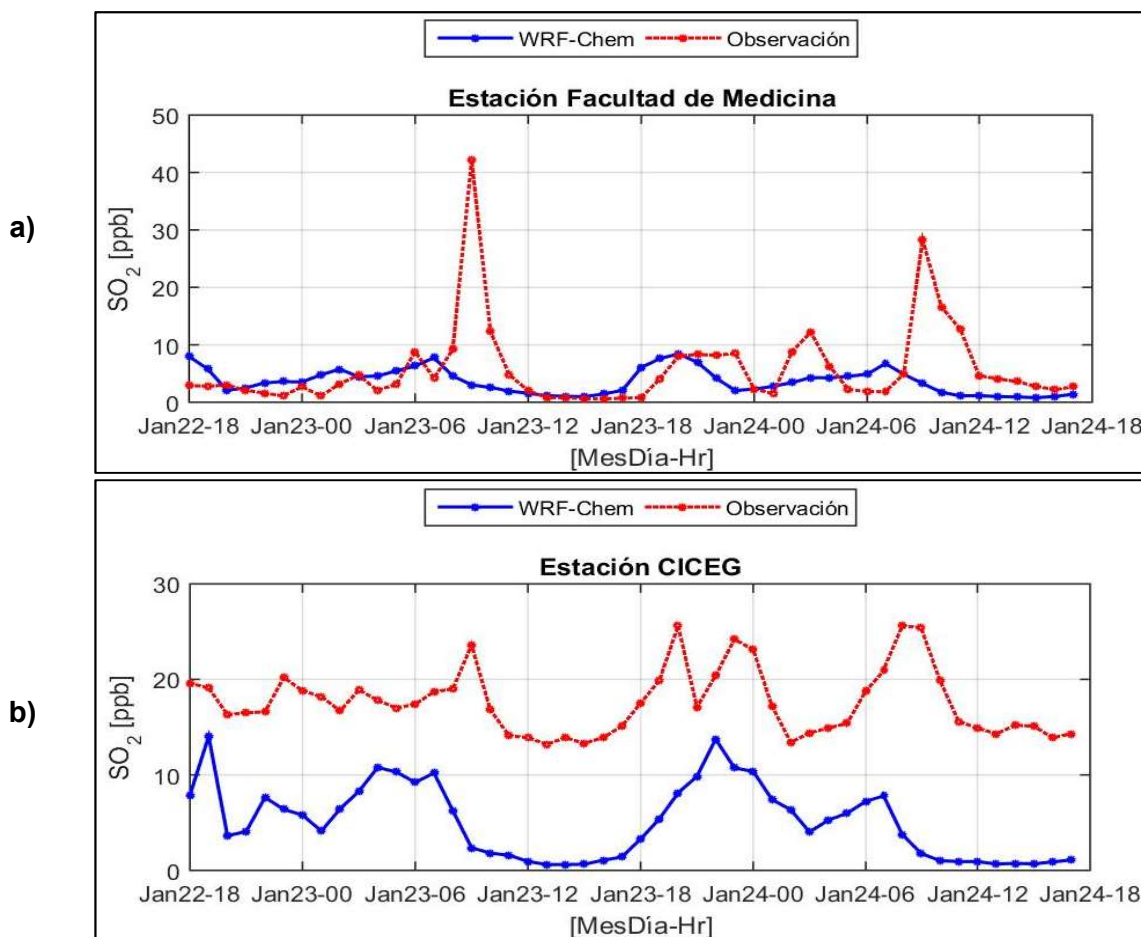 a)
WRF-Chem Observación
Estación Facultad de Medicina
50
40
30
20
10
0
SO2 [ppb]
Jan22-18 Jan23-00 Jan23-06 Jan23-12 Jan23-18 Jan24-00 Jan24-06 Jan24-12 Jan24-18
[MesDía-Hr]
b)
WRF-Chem Observación
Estación CICEG
30
20
10
0
SO2 [ppb]
Jan22-18 Jan23-00 Jan23-06 Jan23-12 Jan23-18 Jan24-00 Jan24-06 Jan24-12 Jan24-18
[MesDía-Hr]